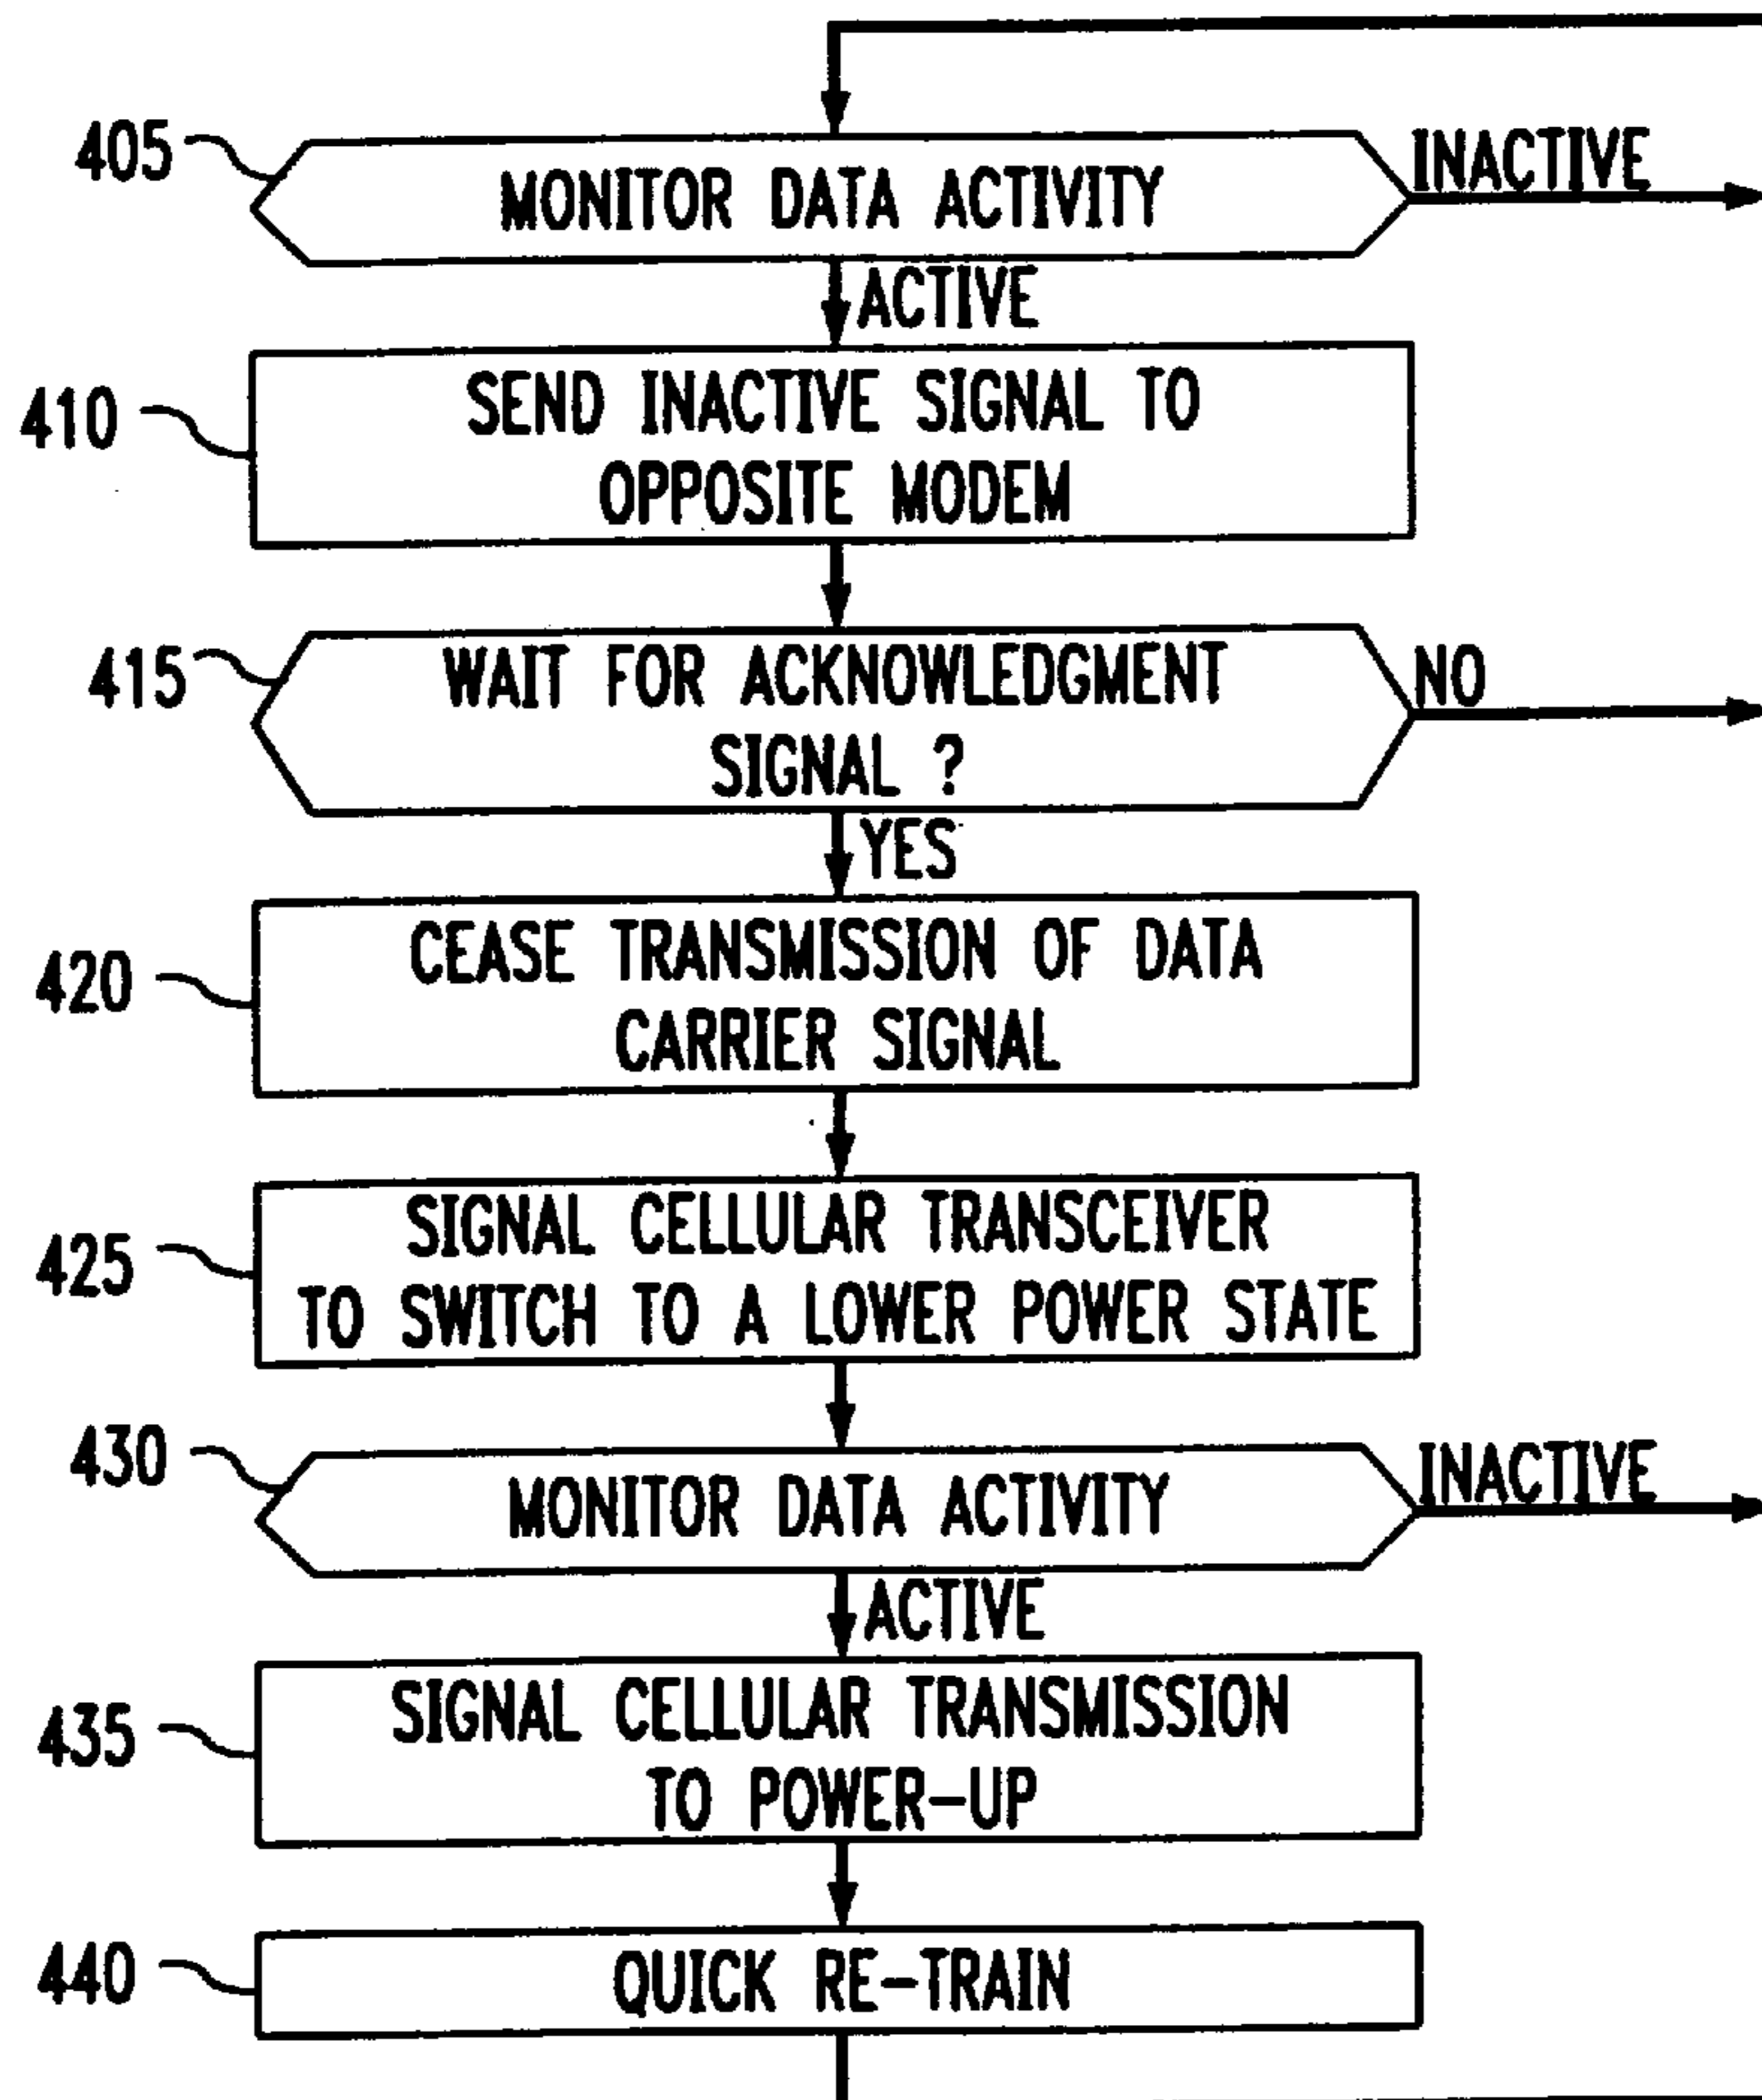 405
MONITOR DATA ACTIVITY
INACTIVE
ACTIVE
410
SEND INACTIVE SIGNAL TO
OPPOSITE MODEM
415
WAIT FOR ACKNOWLEDGMENT
SIGNAL ?
NO
YES
420
CEASE TRANSMISSION OF DATA
CARRIER SIGNAL
425
SIGNAL CELLULAR TRANSCEIVER
TO SWITCH TO A LOWER POWER STATE
430
MONITOR DATA ACTIVITY
INACTIVE
ACTIVE
435
SIGNAL CELLULAR TRANSMISSION
TO POWER-UP
440
QUICK RE-TRAIN